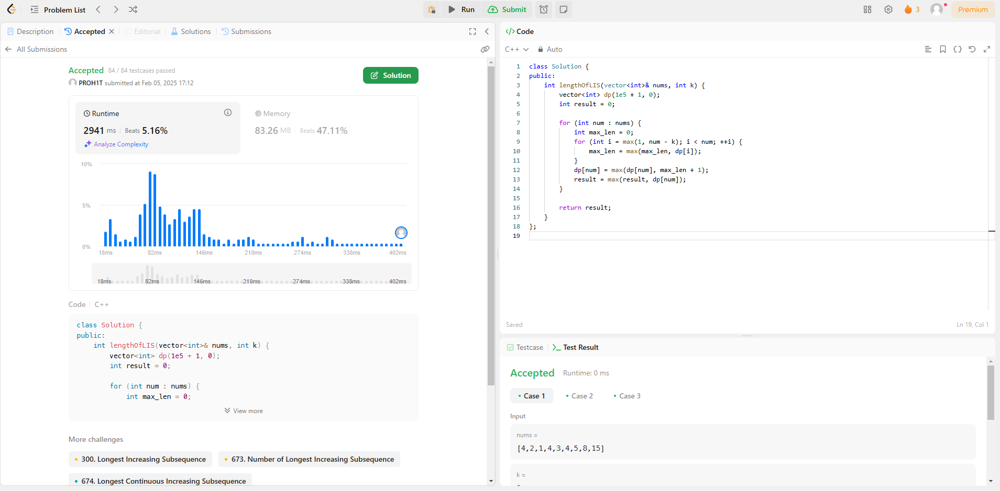 Problem List
Run
Submit
3
Premium
Description
Accepted
Editorial
Solutions
Submissions
All Submissions
Accepted 84 / 84 testcases passed
PROH1T submitted at Feb 05, 2025 17:12
Solution
Runtime
2941 ms Beats 5.16%
Analyze Complexity
Memory
83.26 MB Beats 47.11%
10%
5%
0%
18ms 82ms 146ms 210ms 274ms 338ms 402ms
18ms 82ms 146ms 210ms 274ms 338ms 402ms
Code C++
class Solution {
public:
    int lengthOfLIS(vector<int>& nums, int k) {
        vector<int> dp(1e5 + 1, 0);
        int result = 0;
        for (int num : nums) {
            int max_len = 0;
View more
More challenges
300. Longest Increasing Subsequence
673. Number of Longest Increasing Subsequence
674. Longest Continuous Increasing Subsequence
</> Code
C++ Auto
1 class Solution {
2 public:
3     int lengthOfLIS(vector<int>& nums, int k) {
4         vector<int> dp(1e5 + 1, 0);
5         int result = 0;
6
7         for (int num : nums) {
8             int max_len = 0;
9             for (int i = max(1, num - k); i < num; ++i) {
10                 max_len = max(max_len, dp[i]);
11             }
12             dp[num] = max(dp[num], max_len + 1);
13             result = max(result, dp[num]);
14         }
15
16         return result;
17     }
18 };
19
Saved
Ln 19, Col 1
Testcase
Test Result
Accepted Runtime: 0 ms
Case 1
Case 2
Case 3
Input
nums =
[4,2,1,4,3,4,5,8,15]
k =